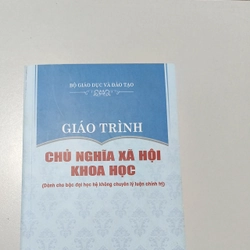 BỘ GIÁO DỤC VÀ ĐÀO TẠO
GIÁO TRÌNH
CHỦ NGHĨA XÃ HỘI
KHOA HỌC
(Dành cho bậc đại học hệ không chuyên lý luận chính trị)